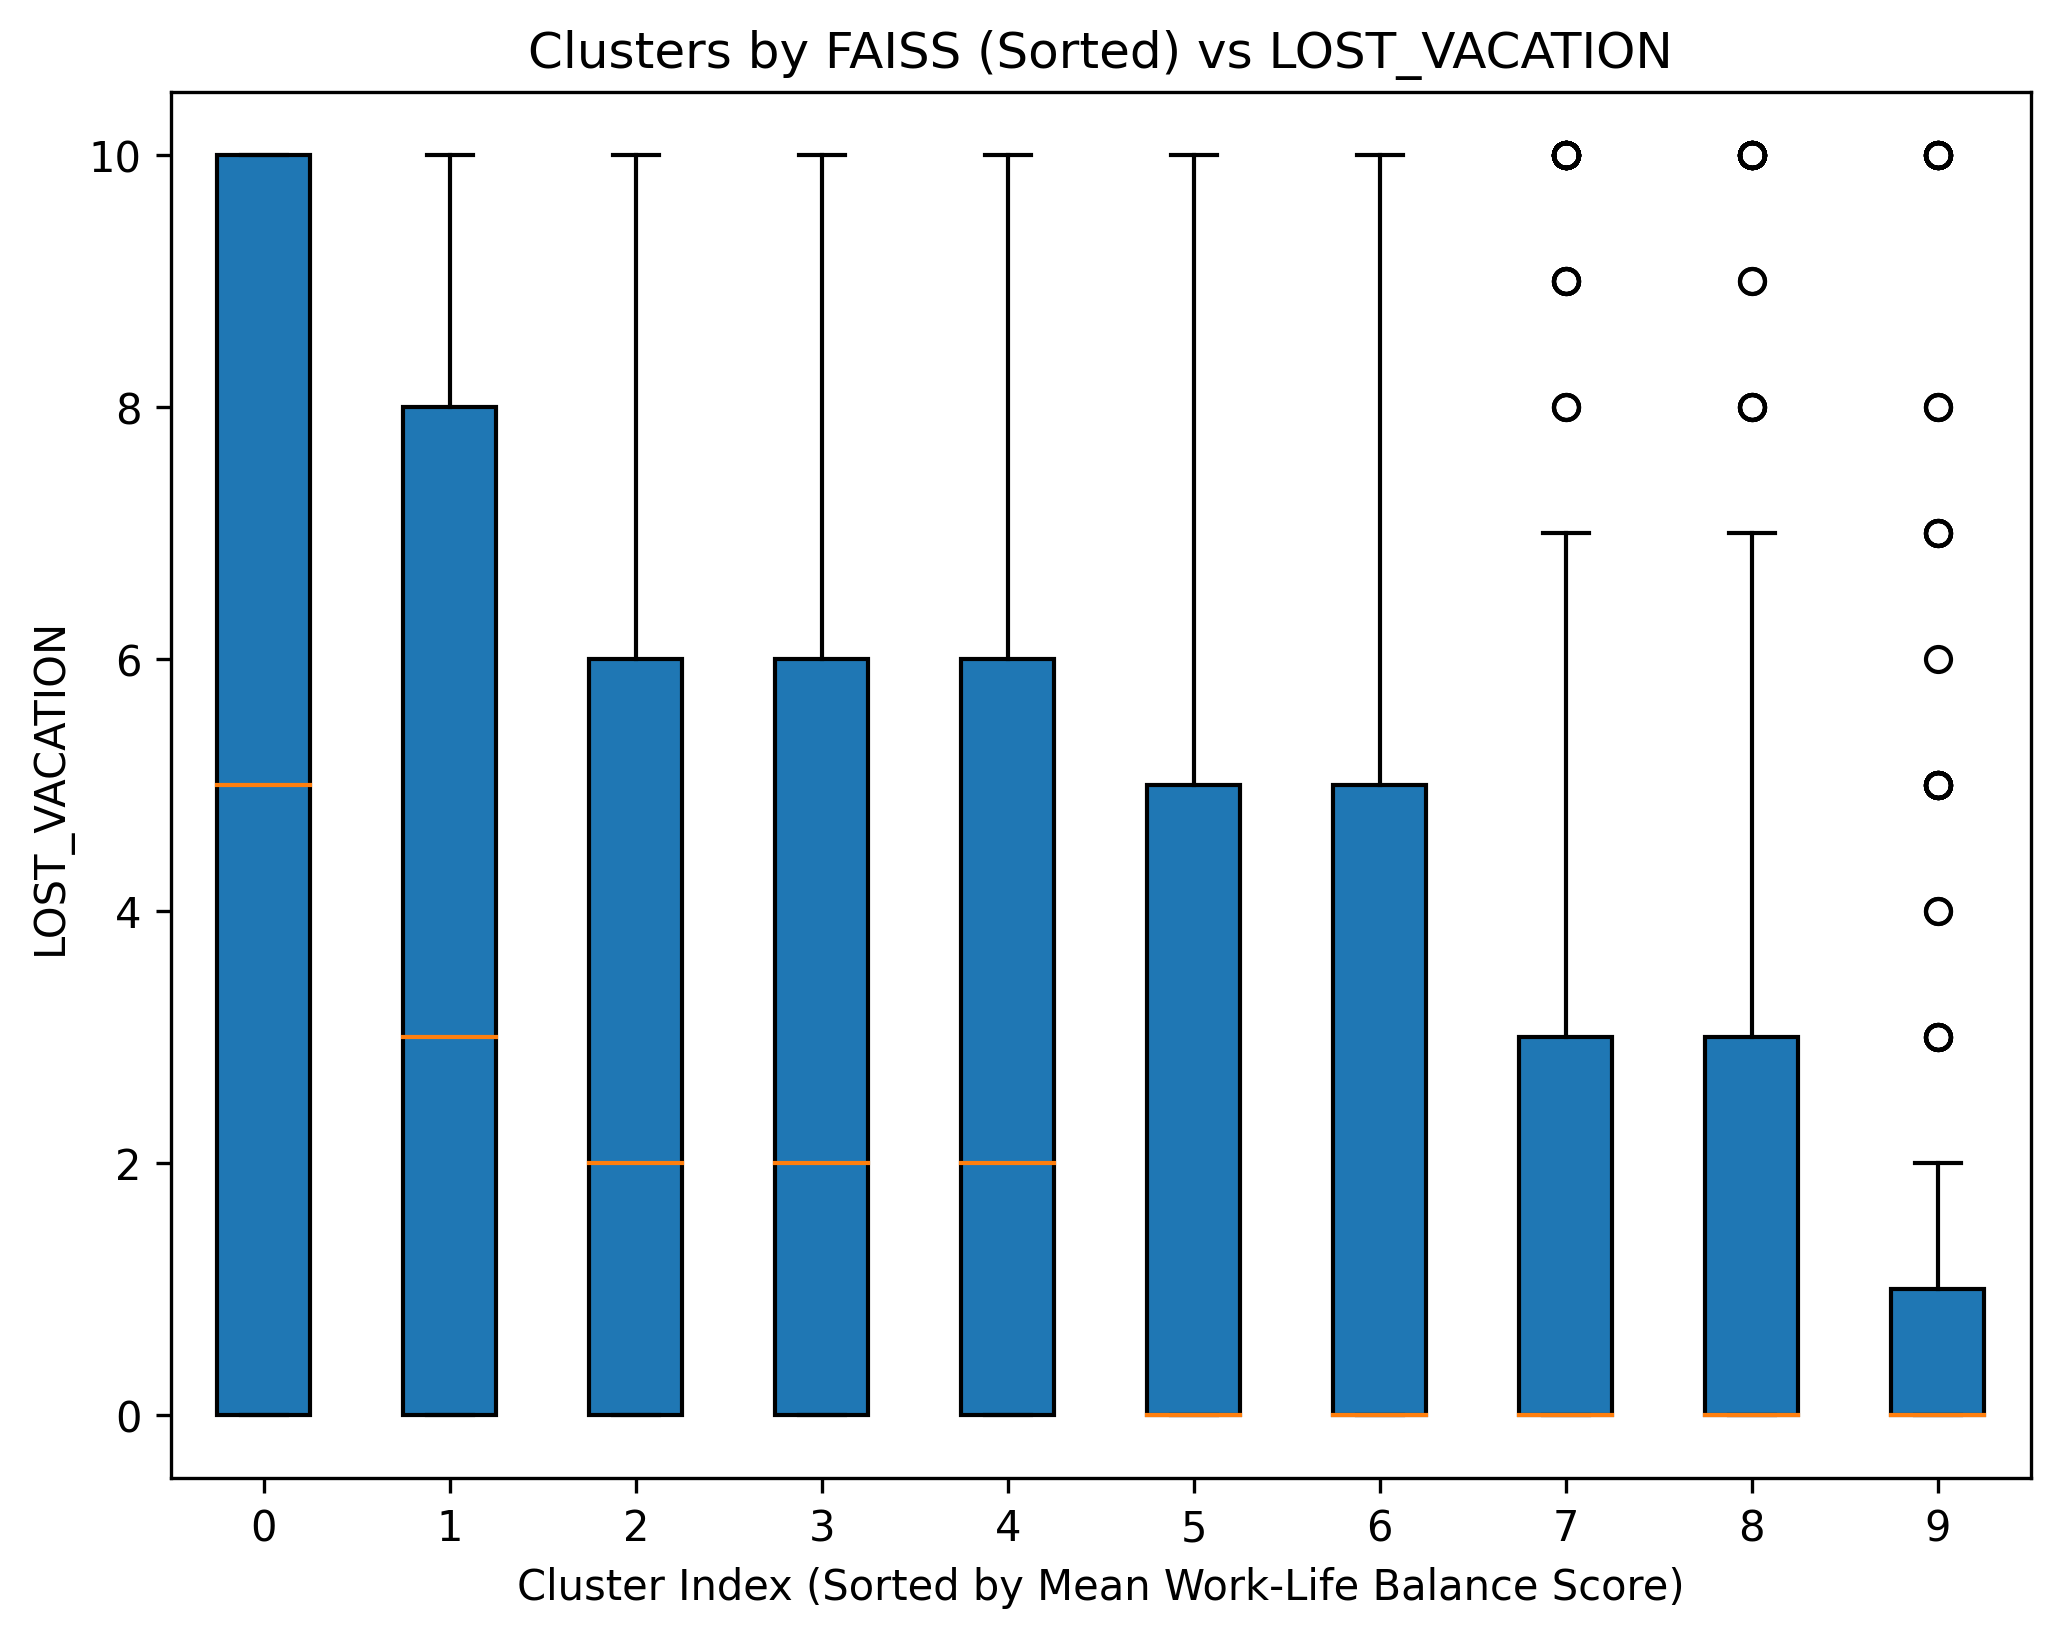 Clusters by FAISS (Sorted) vs LOST_VACATION
LOST_VACATION
10
8
6
4
2
0
0 1 2 3 4 5 6 7 8 9
Cluster Index (Sorted by Mean Work-Life Balance Score)